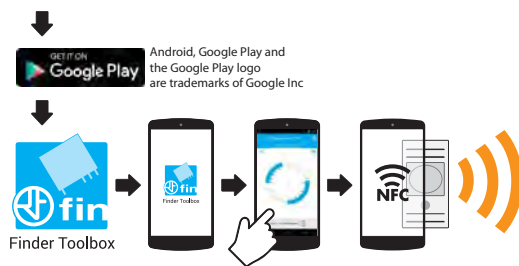 GET IT ON
Google Play
Android, Google Play and
the Google Play logo
are trademarks of Google Inc
fin
Finder Toolbox
fin
Finder Toolbox
NFC